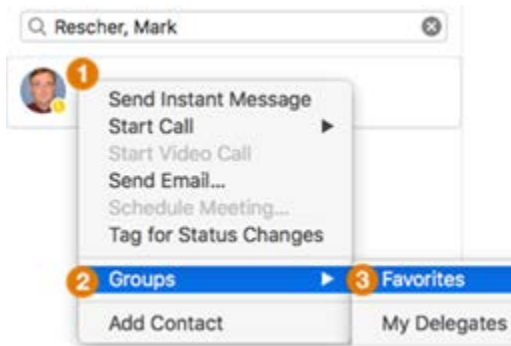 Rescher, Mark
1
Send Instant Message
Start Call
Start Video Call
Send Email...
Schedule Meeting...
Tag for Status Changes
2 Groups 3 Favorites
Add Contact My Delegates